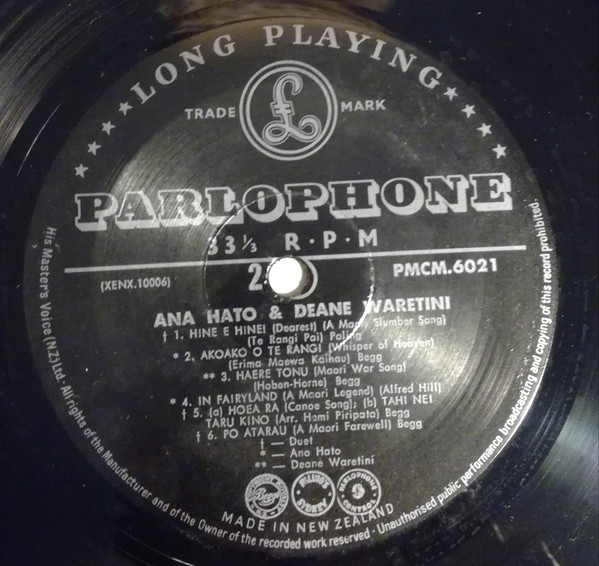 LONG PLAYING
TRADE £ MARK
PARLOPHONE
33⅓ R·P·M
(XENX.10006) 2 PMCM.6021
ANA HATO & DEANE WARETINI
† 1. HINE E HINE! (Dearest) (A Maori Slumber Song)
(Te Rangi Pai) Paling
* 2. AKOAKO O TE RANGI (Whisper of Heaven)
(Erima Maewa Kaihau) Begg
** 3. HAERE TONU (Maori War Song)
(Hoben-Horne) Begg
* 4. IN FAIRYLAND (A Maori Legend) (Alfred Hill)
† 5. (a) HOEA RA (Canoe Song), (b) TAHI NEI
TARU KINO (Arr. Hami Piripata) Begg
† 6. PO ATARAU (A Maori Farewell) Begg
† — Duet
* — Ana Hato
** — Deane Waretini
SYDNEY
MADE IN NEW ZEALAND
His Master's Voice (NZ) Ltd. All rights of the Manufacturer and of the Owner of the recorded work reserved · Unauthorised public performance broadcasting and copying of this record prohibited.